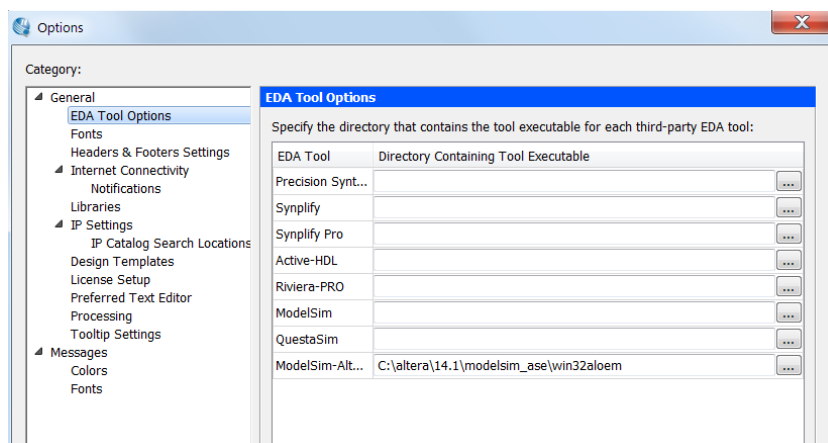 Options
Category:
General
EDA Tool Options
Fonts
Headers & Footers Settings
Internet Connectivity
Notifications
Libraries
IP Settings
IP Catalog Search Locations
Design Templates
License Setup
Preferred Text Editor
Processing
Tooltip Settings
Messages
Colors
Fonts
EDA Tool Options
Specify the directory that contains the tool executable for each third-party EDA tool:
EDA Tool Directory Containing Tool Executable
Precision Synt... ...
Synplify ...
Synplify Pro ...
Active-HDL ...
Riviera-PRO ...
ModelSim ...
QuestaSim ...
ModelSim-Alt... C:\altera\14.1\modelsim_ase\win32aloem ...